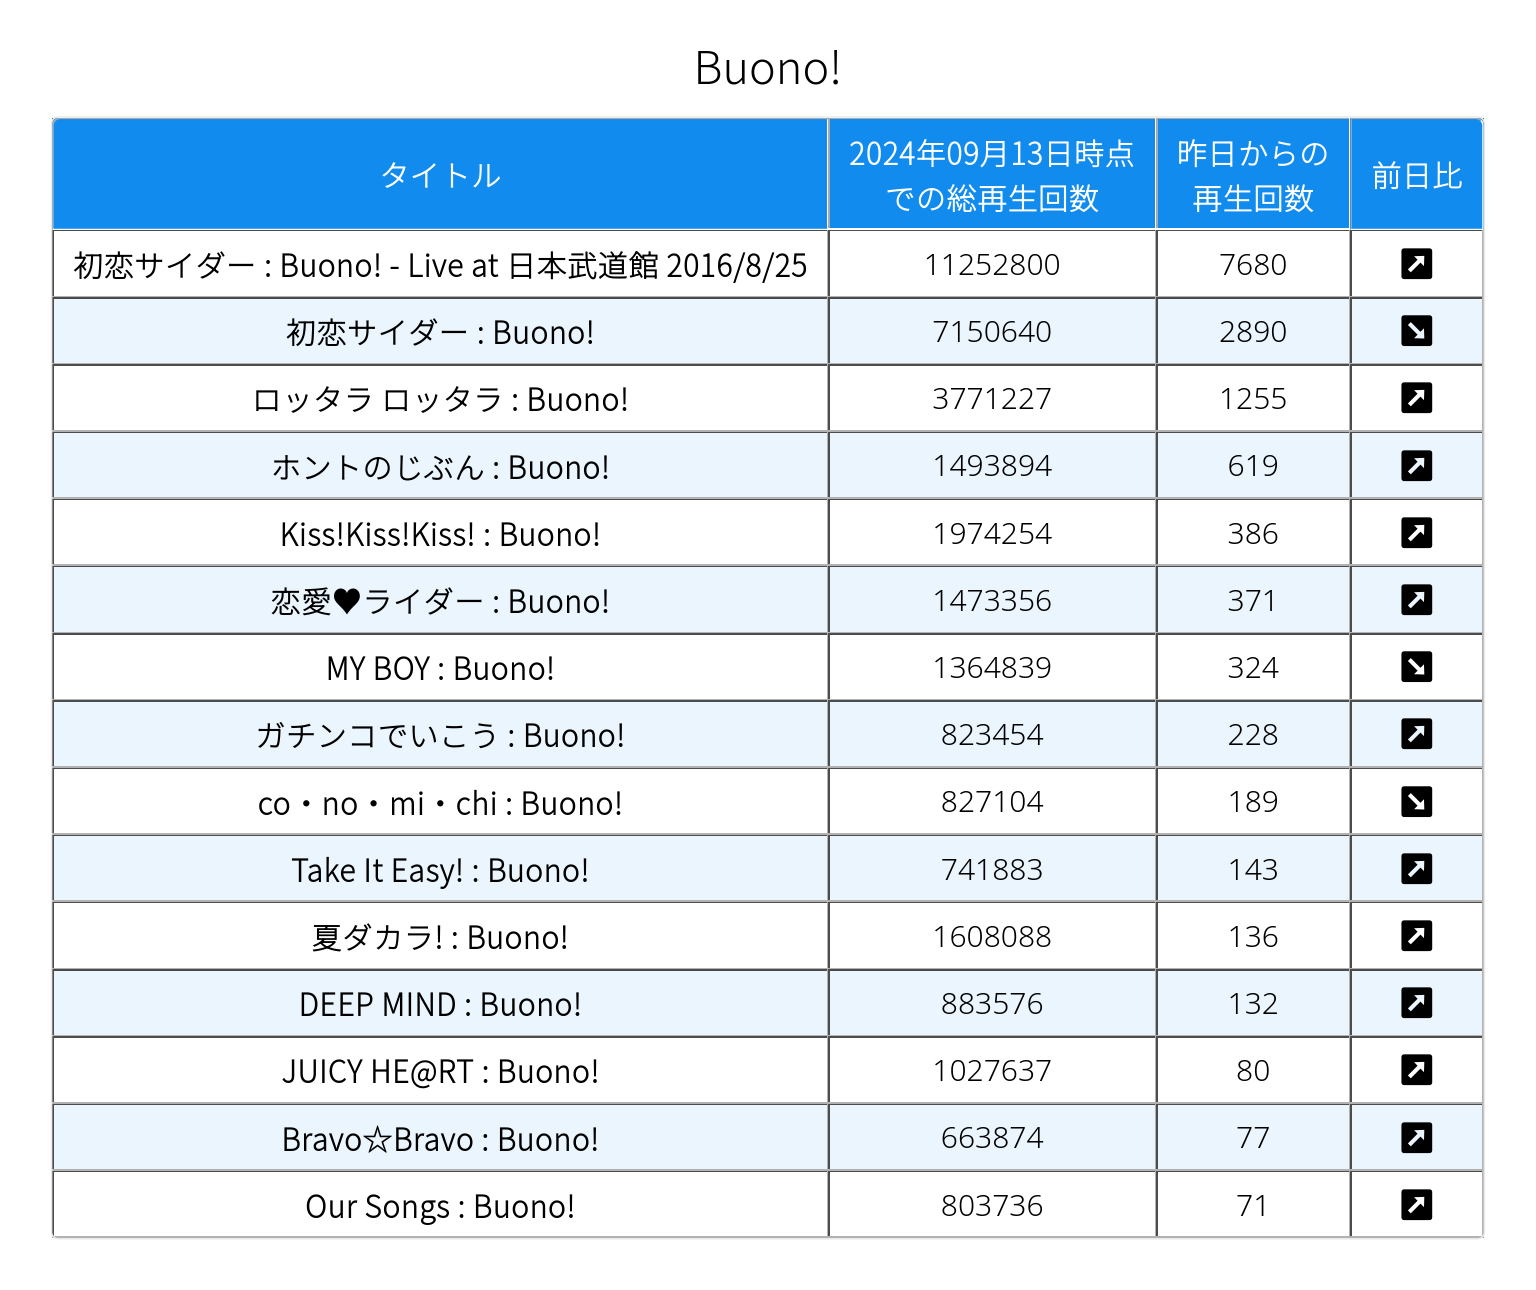 Buono!
タイトル
2024年09月13日時点
での総再生回数
昨日からの
再生回数
前日比
初恋サイダー : Buono! - Live at 日本武道館 2016/8/25 11252800 7680 ↗
初恋サイダー : Buono! 7150640 2890 ↘
ロッタラ ロッタラ : Buono! 3771227 1255 ↗
ホントのじぶん : Buono! 1493894 619 ↗
Kiss!Kiss!Kiss! : Buono! 1974254 386 ↗
恋愛♥ライダー : Buono! 1473356 371 ↗
MY BOY : Buono! 1364839 324 ↘
ガチンコでいこう : Buono! 823454 228 ↗
co・no・mi・chi : Buono! 827104 189 ↘
Take It Easy! : Buono! 741883 143 ↗
夏ダカラ! : Buono! 1608088 136 ↗
DEEP MIND : Buono! 883576 132 ↗
JUICY HE@RT : Buono! 1027637 80 ↗
Bravo☆Bravo : Buono! 663874 77 ↗
Our Songs : Buono! 803736 71 ↗